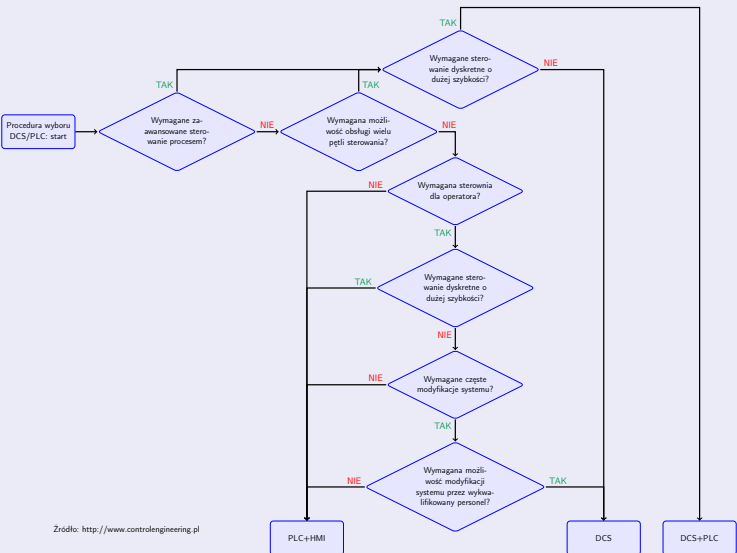 TAK
Wymagane stero-
wanie dyskretne o
dużej szybkości?
NIE
TAK
TAK
Procedura wyboru
DCS/PLC: start
Wymagane za-
awansowane stero-
wanie procesem?
NIE
Wymagana możli-
wość obsługi wielu
pętli sterowania?
NIE
Wymagana sterownia
dla operatora?
NIE
TAK
Wymagane stero-
wanie dyskretne o
dużej szybkości?
TAK
NIE
Wymagane częste
modyfikacje systemu?
NIE
TAK
Wymagana możli-
wość modyfikacji
systemu przez wykwa-
lifikowany personel?
NIE
TAK
Źródło: http://www.controlengineering.pl
PLC+HMI
DCS
DCS+PLC